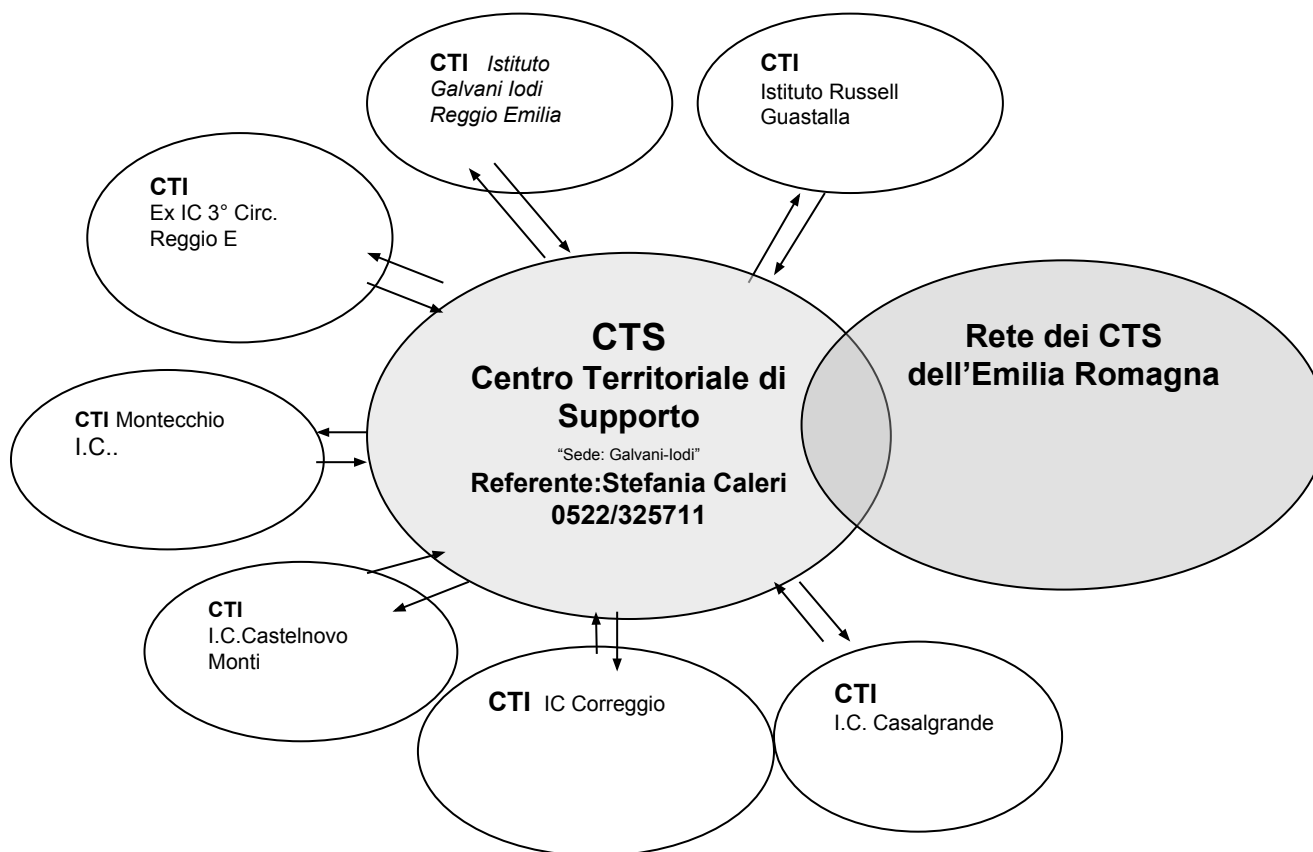 CTI Istituto
Galvani Iodi
Reggio Emilia
CTI
Istituto Russell
Guastalla
CTI
Ex IC 3° Circ.
Reggio E
CTS
Centro Territoriale di
Supporto
“Sede: Galvani-Iodi”
Referente:Stefania Caleri
0522/325711
Rete dei CTS
dell’Emilia Romagna
CTI Montecchio
I.C..
CTI
I.C.Castelnovo
Monti
CTI IC Correggio
CTI
I.C. Casalgrande